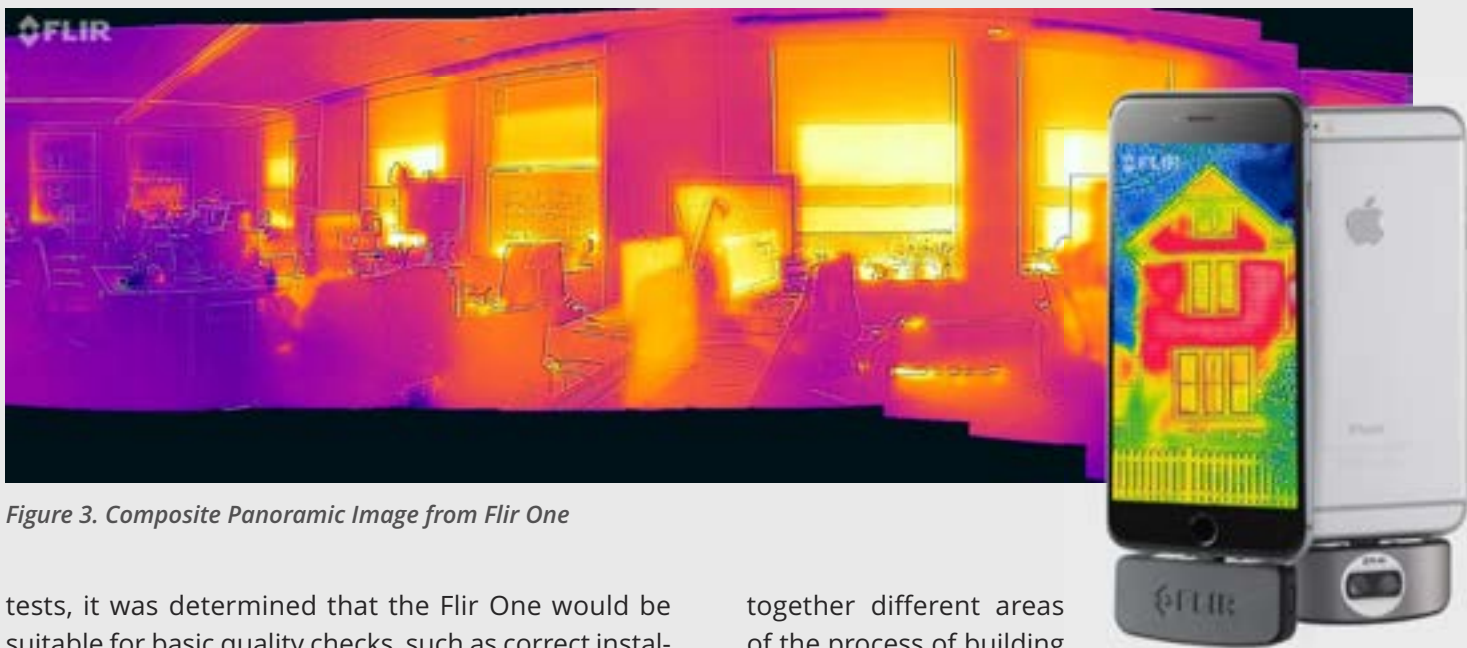 FLIR
FLIR
Figure 3. Composite Panoramic Image from Flir One
FLIR
tests, it was determined that the Flir One would be
suitable for basic quality checks, such as correct instal-
together different areas
of the process of building